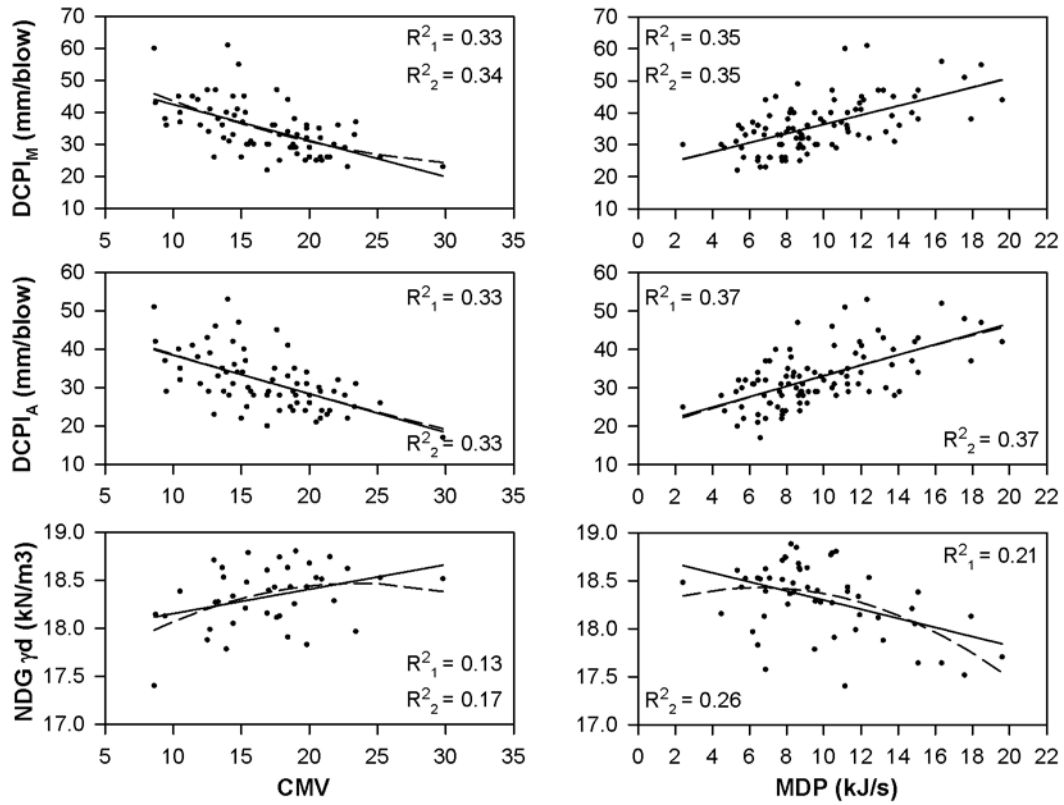 DCPI_M (mm/blow)
70
60
50
40
30
20
10
R²₁ = 0.33
R²₂ = 0.34
5 10 15 20 25 30 35
70
60
50
40
30
20
10
R²₁ = 0.35
R²₂ = 0.35
0 2 4 6 8 10 12 14 16 18 20 22
DCPI_A (mm/blow)
60
50
40
30
20
10
R²₁ = 0.33
R²₂ = 0.33
5 10 15 20 25 30 35
60
50
40
30
20
10
R²₁ = 0.37
R²₂ = 0.37
0 2 4 6 8 10 12 14 16 18 20 22
NDG γd (kN/m3)
19.0
18.5
18.0
17.5
17.0
R²₁ = 0.13
R²₂ = 0.17
5 10 15 20 25 30 35
CMV
19.0
18.5
18.0
17.5
17.0
R²₁ = 0.21
R²₂ = 0.26
0 2 4 6 8 10 12 14 16 18 20 22
MDP (kJ/s)